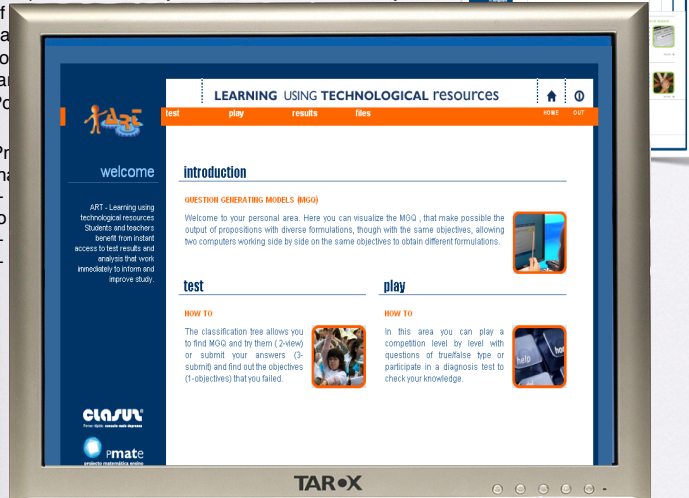 LEARNING USING TECHNOLOGICAL resources
test play results files
HOME OUT
ART
welcome
ART - Learning using
technological resources
Students and teachers
benefit from instant
access to test results and
analysis that work
immediately to inform and
improve study.
introduction
QUESTION GENERATING MODELS (MGQ)
Welcome to your personal area. Here you can visualize the MGQ , that make possible the
output of propositions with diverse formulations, though with the same objectives, allowing
two computers working side by side on the same objectives to obtain different formulations.
test
HOW TO
The classification tree allows you
to find MGQ and try them ( 2-view)
or submit your answers (3-
submit) and find out the objectives
(1-objectives) that you failed.
play
HOW TO
In this area you can play a
competition level by level with
questions of true/false type or
participate in a diagnosis test to
check your knowledge.
help
pmate
projecto matemática ensino
TAROX